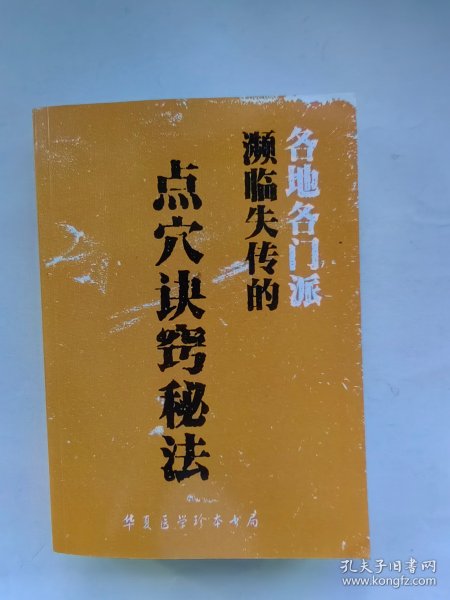 各地各门派
濒临失传的
点穴诀窍秘法
华夏医学珍本书局
孔夫子旧书网
www.kongfz.com